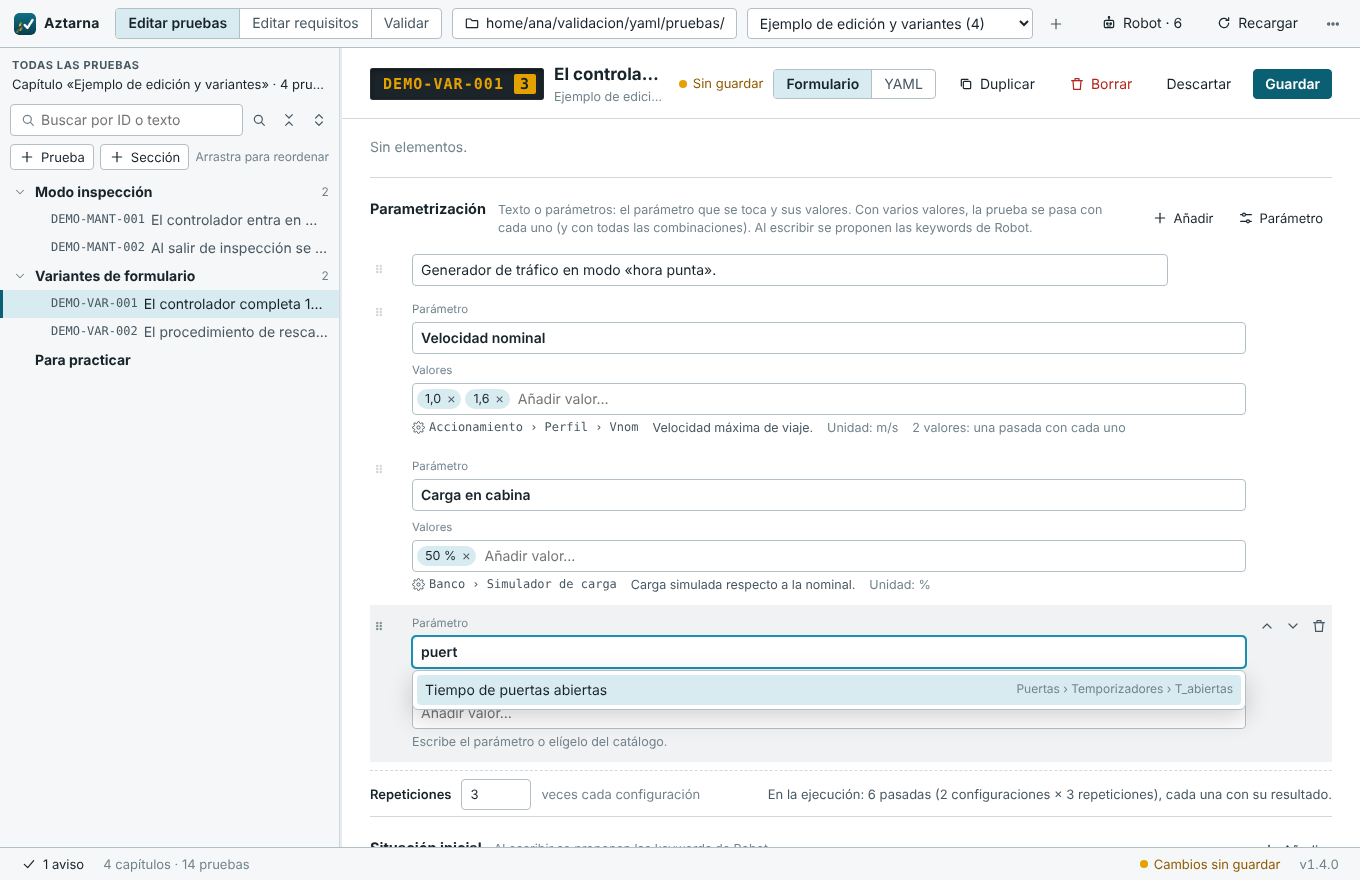 Aztarna
Editar pruebas
Editar requisitos
Validar
home/ana/validacion/yaml/pruebas/
Ejemplo de edición y variantes (4)
Robot · 6
Recargar
TODAS LAS PRUEBAS
Capítulo «Ejemplo de edición y variantes» · 4 pru...
Buscar por ID o texto
Prueba
Sección
Arrastra para reordenar
Modo inspección 2
DEMO-MANT-001 El controlador entra en ...
DEMO-MANT-002 Al salir de inspección se ...
Variantes de formulario 2
DEMO-VAR-001 El controlador completa 1...
DEMO-VAR-002 El procedimiento de resca...
Para practicar
DEMO-VAR-001 3
El controla...
Ejemplo de edici...
Sin guardar
Formulario
YAML
Duplicar
Borrar
Descartar
Guardar
Sin elementos.
Parametrización
Texto o parámetros: el parámetro que se toca y sus valores. Con varios valores, la prueba se pasa con
cada uno (y con todas las combinaciones). Al escribir se proponen las keywords de Robot.
Añadir
Parámetro
Generador de tráfico en modo «hora punta».
Parámetro
Velocidad nominal
Valores
1,0 × 1,6 × Añadir valor...
Accionamiento › Perfil › Vnom Velocidad máxima de viaje. Unidad: m/s 2 valores: una pasada con cada uno
Parámetro
Carga en cabina
Valores
50 % × Añadir valor...
Banco › Simulador de carga Carga simulada respecto a la nominal. Unidad: %
Parámetro
puert
Tiempo de puertas abiertas Puertas › Temporizadores › T_abiertas
Añadir valor...
Escribe el parámetro o elígelo del catálogo.
Repeticiones 3 veces cada configuración
En la ejecución: 6 pasadas (2 configuraciones × 3 repeticiones), cada una con su resultado.
Situación inicial Al escribir se proponen las keywords de Robot.
Añadir
1 aviso
4 capítulos · 14 pruebas
Cambios sin guardar
v1.4.0